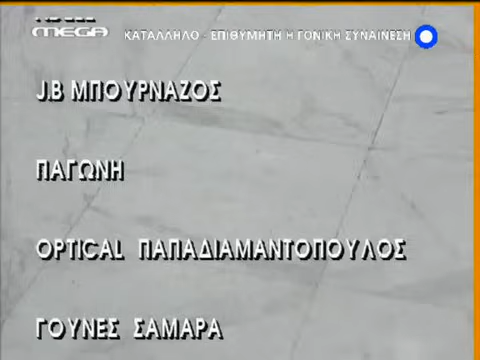 MEGA
ΚΑΤΑΛΛΗΛΟ - ΕΠΙΘΥΜΗΤΗ Η ΓΟΝΙΚΗ ΣΥΝΑΙΝΕΣΗ
J.B ΜΠΟΥΡΝΑΖΟΣ
ΠΑΓΩΝΗ
OPTICAL ΠΑΠΑΔΙΑΜΑΝΤΟΠΟΥΛΟΣ
ΓΟΥΝΕΣ ΣΑΜΑΡΑ